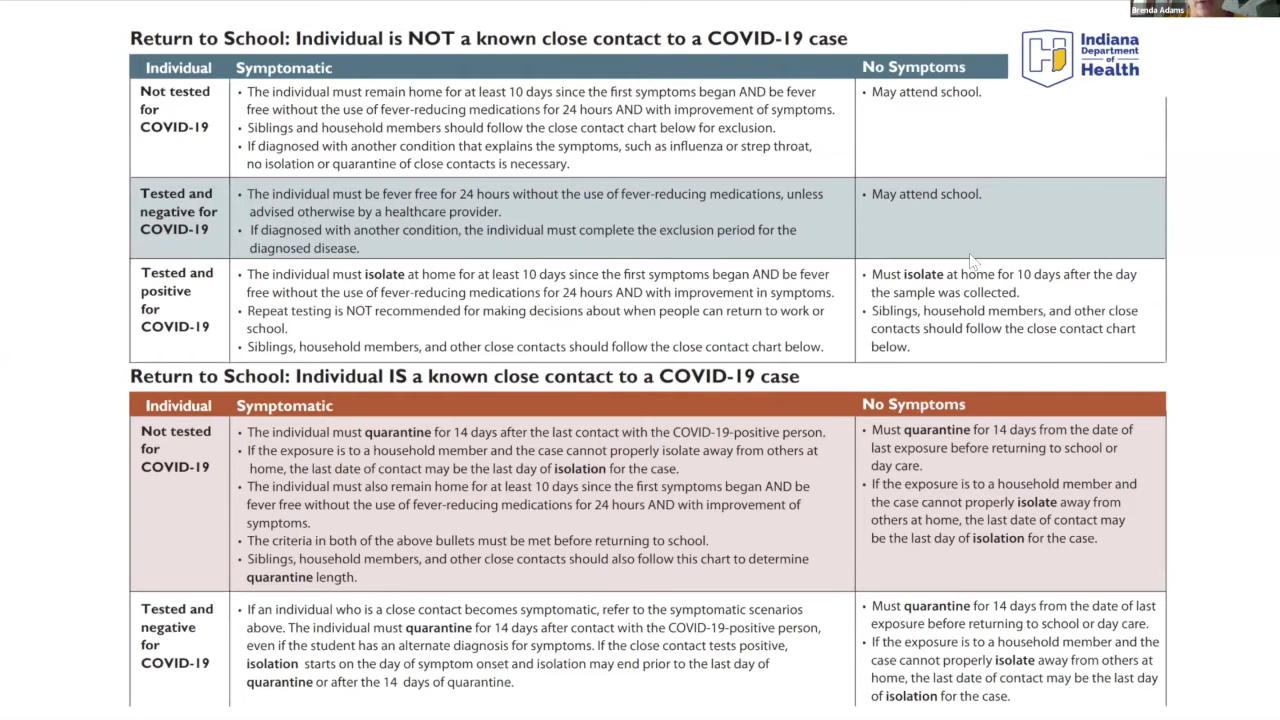 Brenda Adams
Return to School: Individual is NOT a known close contact to a COVID-19 case
Indiana
Department
of
Health
Individual
Symptomatic
No Symptoms
Not tested
for
COVID-19
• The individual must remain home for at least 10 days since the first symptoms began AND be fever
free without the use of fever-reducing medications for 24 hours AND with improvement of symptoms.
• Siblings and household members should follow the close contact chart below for exclusion.
• If diagnosed with another condition that explains the symptoms, such as influenza or strep throat,
no isolation or quarantine of close contacts is necessary.
• May attend school.
Tested and
negative for
COVID-19
• The individual must be fever free for 24 hours without the use of fever-reducing medications, unless
advised otherwise by a healthcare provider.
• If diagnosed with another condition, the individual must complete the exclusion period for the
diagnosed disease.
• May attend school.
Tested and
positive
for
COVID-19
• The individual must isolate at home for at least 10 days since the first symptoms began AND be fever
free without the use of fever-reducing medications for 24 hours AND with improvement in symptoms.
• Repeat testing is NOT recommended for making decisions about when people can return to work or
school.
• Siblings, household members, and other close contacts should follow the close contact chart below.
• Must isolate at home for 10 days after the day
the sample was collected.
• Siblings, household members, and other close
contacts should follow the close contact chart
below.
Return to School: Individual IS a known close contact to a COVID-19 case
Individual
Symptomatic
No Symptoms
Not tested
for
COVID-19
• The individual must quarantine for 14 days after the last contact with the COVID-19-positive person.
• If the exposure is to a household member and the case cannot properly isolate away from others at
home, the last date of contact may be the last day of isolation for the case.
• The individual must also remain home for at least 10 days since the first symptoms began AND be
fever free without the use of fever-reducing medications for 24 hours AND with improvement of
symptoms.
• The criteria in both of the above bullets must be met before returning to school.
• Siblings, household members, and other close contacts should also follow this chart to determine
quarantine length.
• Must quarantine for 14 days from the date of
last exposure before returning to school or
day care.
• If the exposure is to a household member and
the case cannot properly isolate away from
others at home, the last date of contact may
be the last day of isolation for the case.
Tested and
negative
for
COVID-19
• If an individual who is a close contact becomes symptomatic, refer to the symptomatic scenarios
above. The individual must quarantine for 14 days after contact with the COVID-19-positive person,
even if the student has an alternate diagnosis for symptoms. If the close contact tests positive,
isolation starts on the day of symptom onset and isolation may end prior to the last day of
quarantine or after the 14 days of quarantine.
• Must quarantine for 14 days from the date of last
exposure before returning to school or day care.
• If the exposure is to a household member and the
case cannot properly isolate away from others at
home, the last date of contact may be the last day
of isolation for the case.